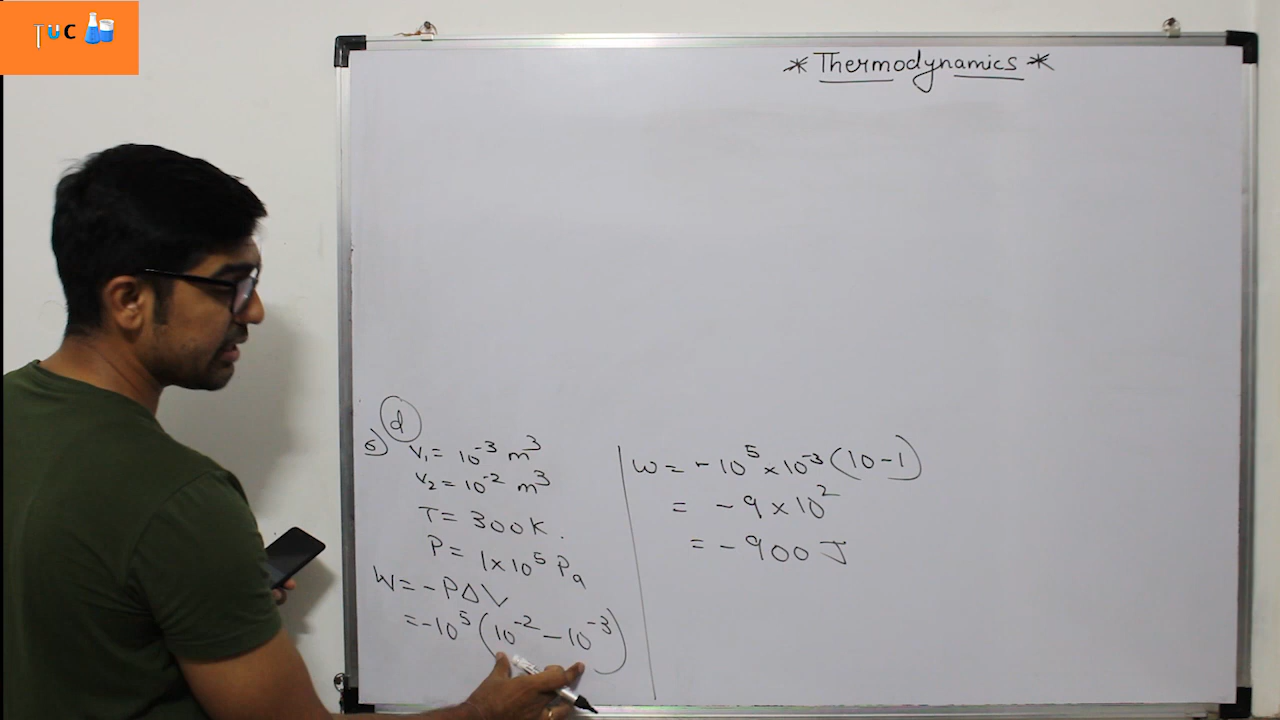 TUC
* Thermodynamics *
d
5) V₁ = 10⁻³ m³
V₂ = 10⁻² m³
T = 300K.
P = 1×10⁵ Pa
W = -PΔV
= -10⁵ (10⁻² - 10⁻³)
W = -10⁵ × 10⁻³ (10-1)
= -9 × 10²
= -900 J